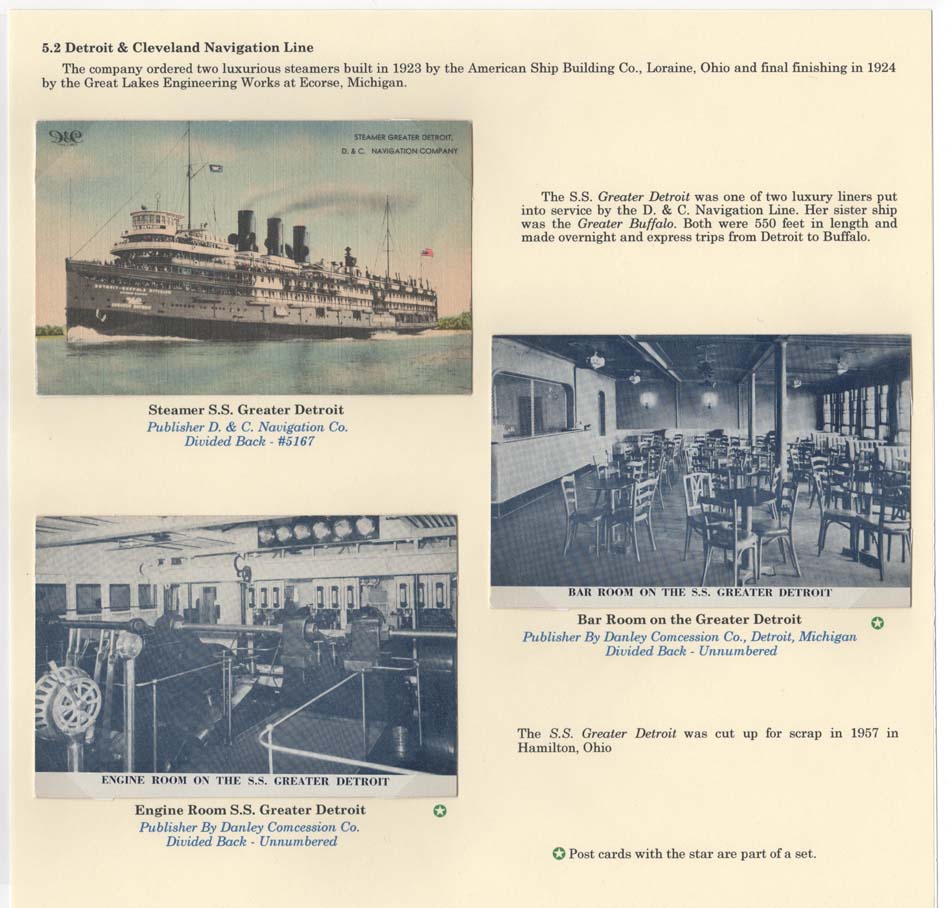 5.2 Detroit & Cleveland Navigation Line
The company ordered two luxurious steamers built in 1923 by the American Ship Building Co., Loraine, Ohio and final finishing in 1924
by the Great Lakes Engineering Works at Ecorse, Michigan.
D&C
STEAMER GREATER DETROIT,
D. & C. NAVIGATION COMPANY
Steamer S.S. Greater Detroit
Publisher D. & C. Navigation Co.
Divided Back - #5167
The S.S. Greater Detroit was one of two luxury liners put
into service by the D. & C. Navigation Line. Her sister ship
was the Greater Buffalo. Both were 550 feet in length and
made overnight and express trips from Detroit to Buffalo.
BAR ROOM ON THE S.S. GREATER DETROIT
Bar Room on the Greater Detroit
Publisher By Danley Comcession Co., Detroit, Michigan
Divided Back - Unnumbered
ENGINE ROOM ON THE S.S. GREATER DETROIT
Engine Room S.S. Greater Detroit
Publisher By Danley Comcession Co.
Divided Back - Unnumbered
The S.S. Greater Detroit was cut up for scrap in 1957 in
Hamilton, Ohio
Post cards with the star are part of a set.